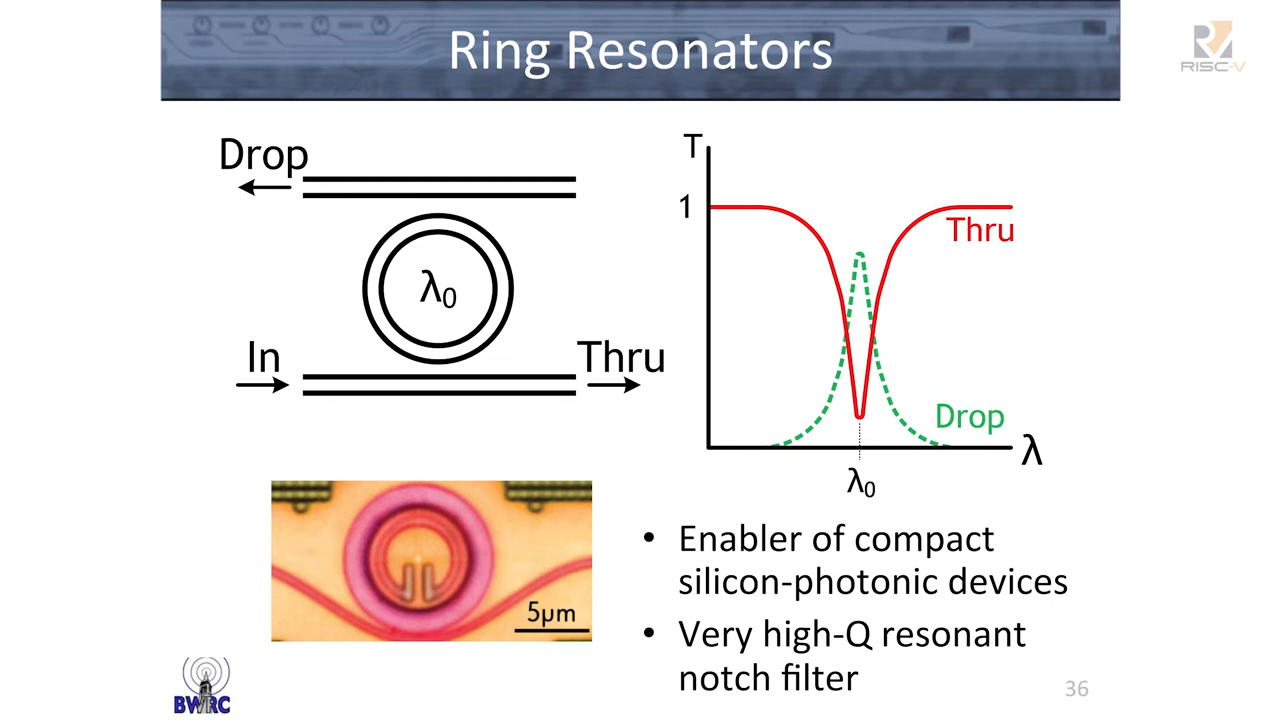 Ring Resonators
RISC-V
Drop
λ₀
In
Thru
T
1
Thru
Drop
λ
λ₀
5μm
• Enabler of compact
silicon-photonic devices
• Very high-Q resonant
notch filter
BWRC
36